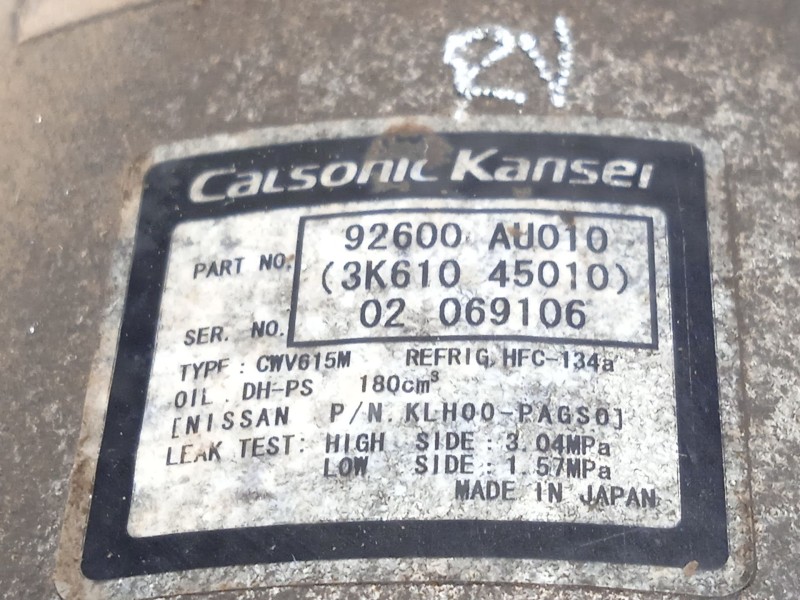 RV
CALSONIC KANSEI
PART NO. 92600 AU010
(3K610 45010)
SER. NO. 02 069106
TYPE : CWV615M REFRIG. HFC-134a
OIL. DH-PS 180cm³
[NISSAN P/N. KLH00-PAGS0]
LEAK TEST: HIGH SIDE : 3.04MPa
LOW SIDE : 1.57MPa
MADE IN JAPAN